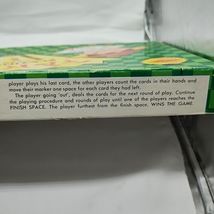 player plays his last card, the other players count the cards in their hands and
move their marker one space for each card they had left.
The player going 'out', deals the cards for the next round of play. Continue
the playing procedure and rounds of play until one of the players reaches the
FINISH SPACE. The player furthest from the finish space, WINS THE GAME.